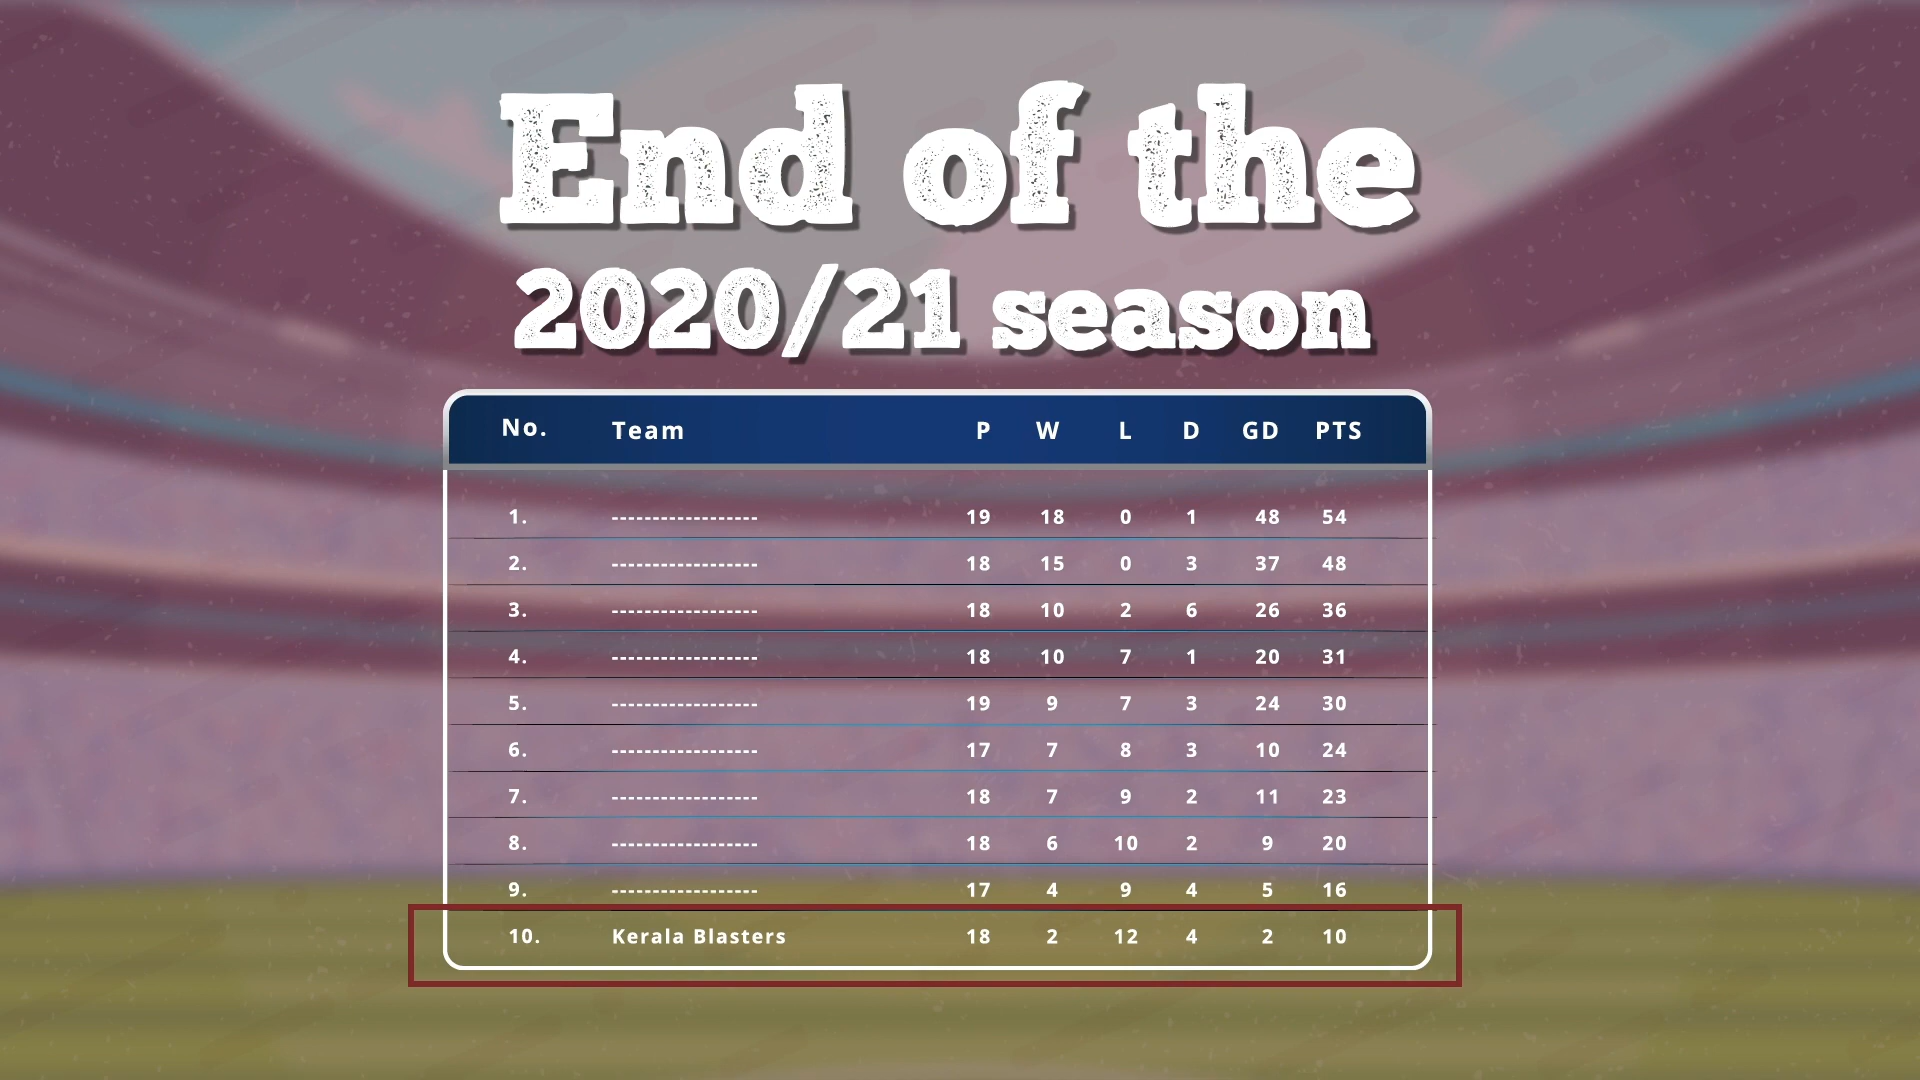 End of the
2020/21 season
No. Team P W L D GD PTS
1. ------------------ 19 18 0 1 48 54
2. ------------------ 18 15 0 3 37 48
3. ------------------ 18 10 2 6 26 36
4. ------------------ 18 10 7 1 20 31
5. ------------------ 19 9 7 3 24 30
6. ------------------ 17 7 8 3 10 24
7. ------------------ 18 7 9 2 11 23
8. ------------------ 18 6 10 2 9 20
9. ------------------ 17 4 9 4 5 16
10. Kerala Blasters 18 2 12 4 2 10